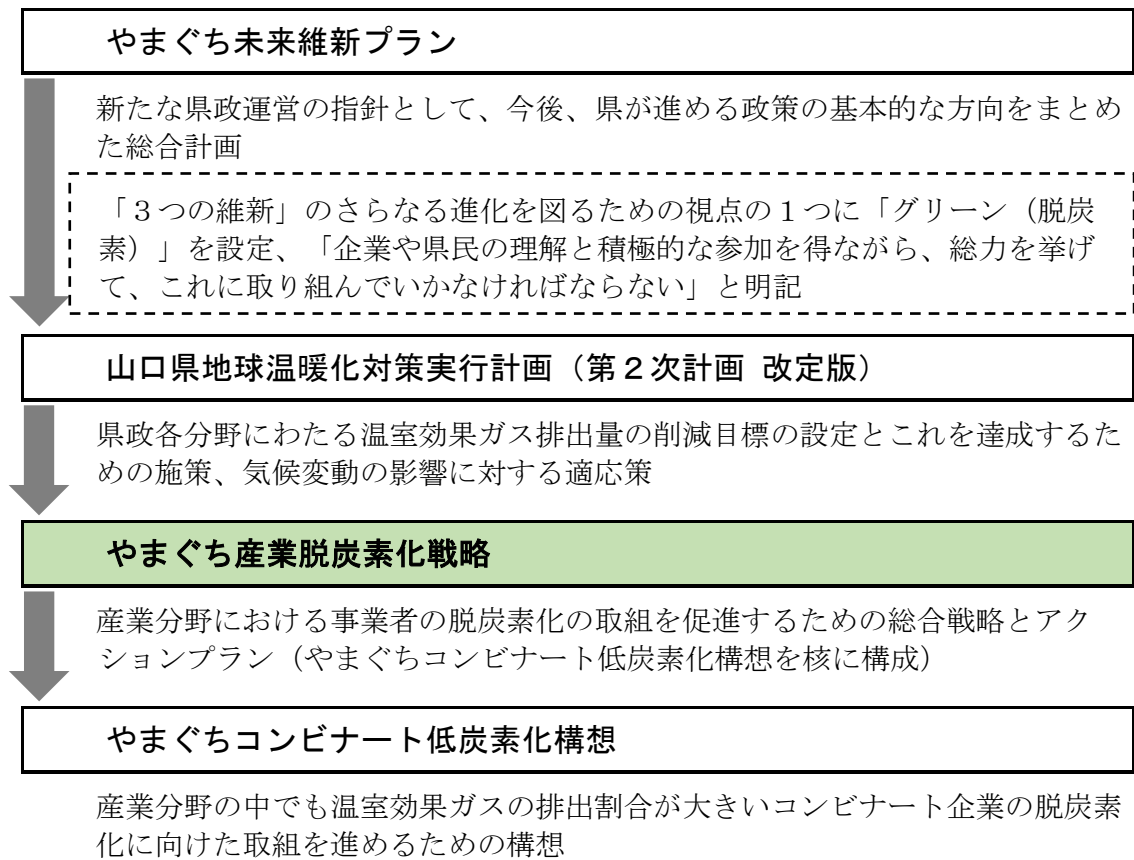 やまぐち未来維新プラン
新たな県政運営の指針として、今後、県が進める政策の基本的な方向をまとめ
た総合計画
「３つの維新」のさらなる進化を図るための視点の１つに「グリーン（脱炭
素）」を設定、「企業や県民の理解と積極的な参加を得ながら、総力を挙げ
て、これに取り組んでいかなければならない」と明記
山口県地球温暖化対策実行計画（第２次計画 改定版）
県政各分野にわたる温室効果ガス排出量の削減目標の設定とこれを達成するた
めの施策、気候変動の影響に対する適応策
やまぐち産業脱炭素化戦略
産業分野における事業者の脱炭素化の取組を促進するための総合戦略とアク
ションプラン（やまぐちコンビナート低炭素化構想を核に構成）
やまぐちコンビナート低炭素化構想
産業分野の中でも温室効果ガスの排出割合が大きいコンビナート企業の脱炭素
化に向けた取組を進めるための構想